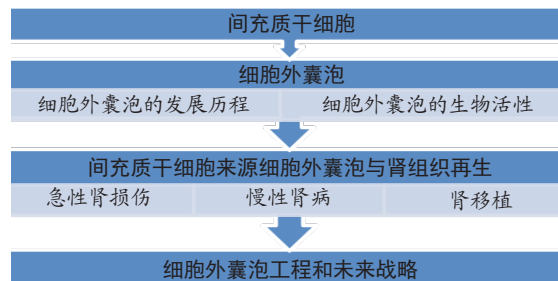 间充质干细胞
细胞外囊泡
细胞外囊泡的发展历程 细胞外囊泡的生物活性
间充质干细胞来源细胞外囊泡与肾组织再生
急性肾损伤 慢性肾病 肾移植
细胞外囊泡工程和未来战略